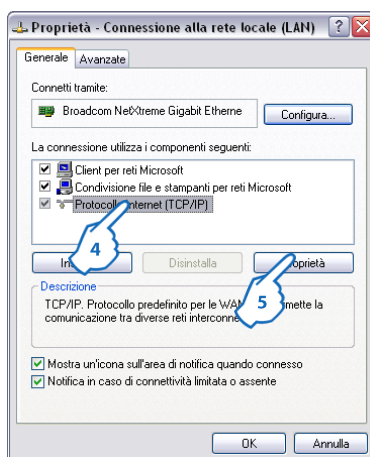 Proprietà - Connessione alla rete locale (LAN)
Generale Avanzate
Connetti tramite:
Broadcom NetXtreme Gigabit Etherne Configura...
La connessione utilizza i componenti seguenti:
Client per reti Microsoft
Condivisione file e stampanti per reti Microsoft
Protocollo Internet (TCP/IP)
4
Disinstalla
5
Descrizione
TCP/IP. Protocollo predefinito per le
comunicazione tra diverse reti
Mostra un'icona sull'area di notifica quando connesso
Notifica in caso di connettività limitata o assente
OK Annulla